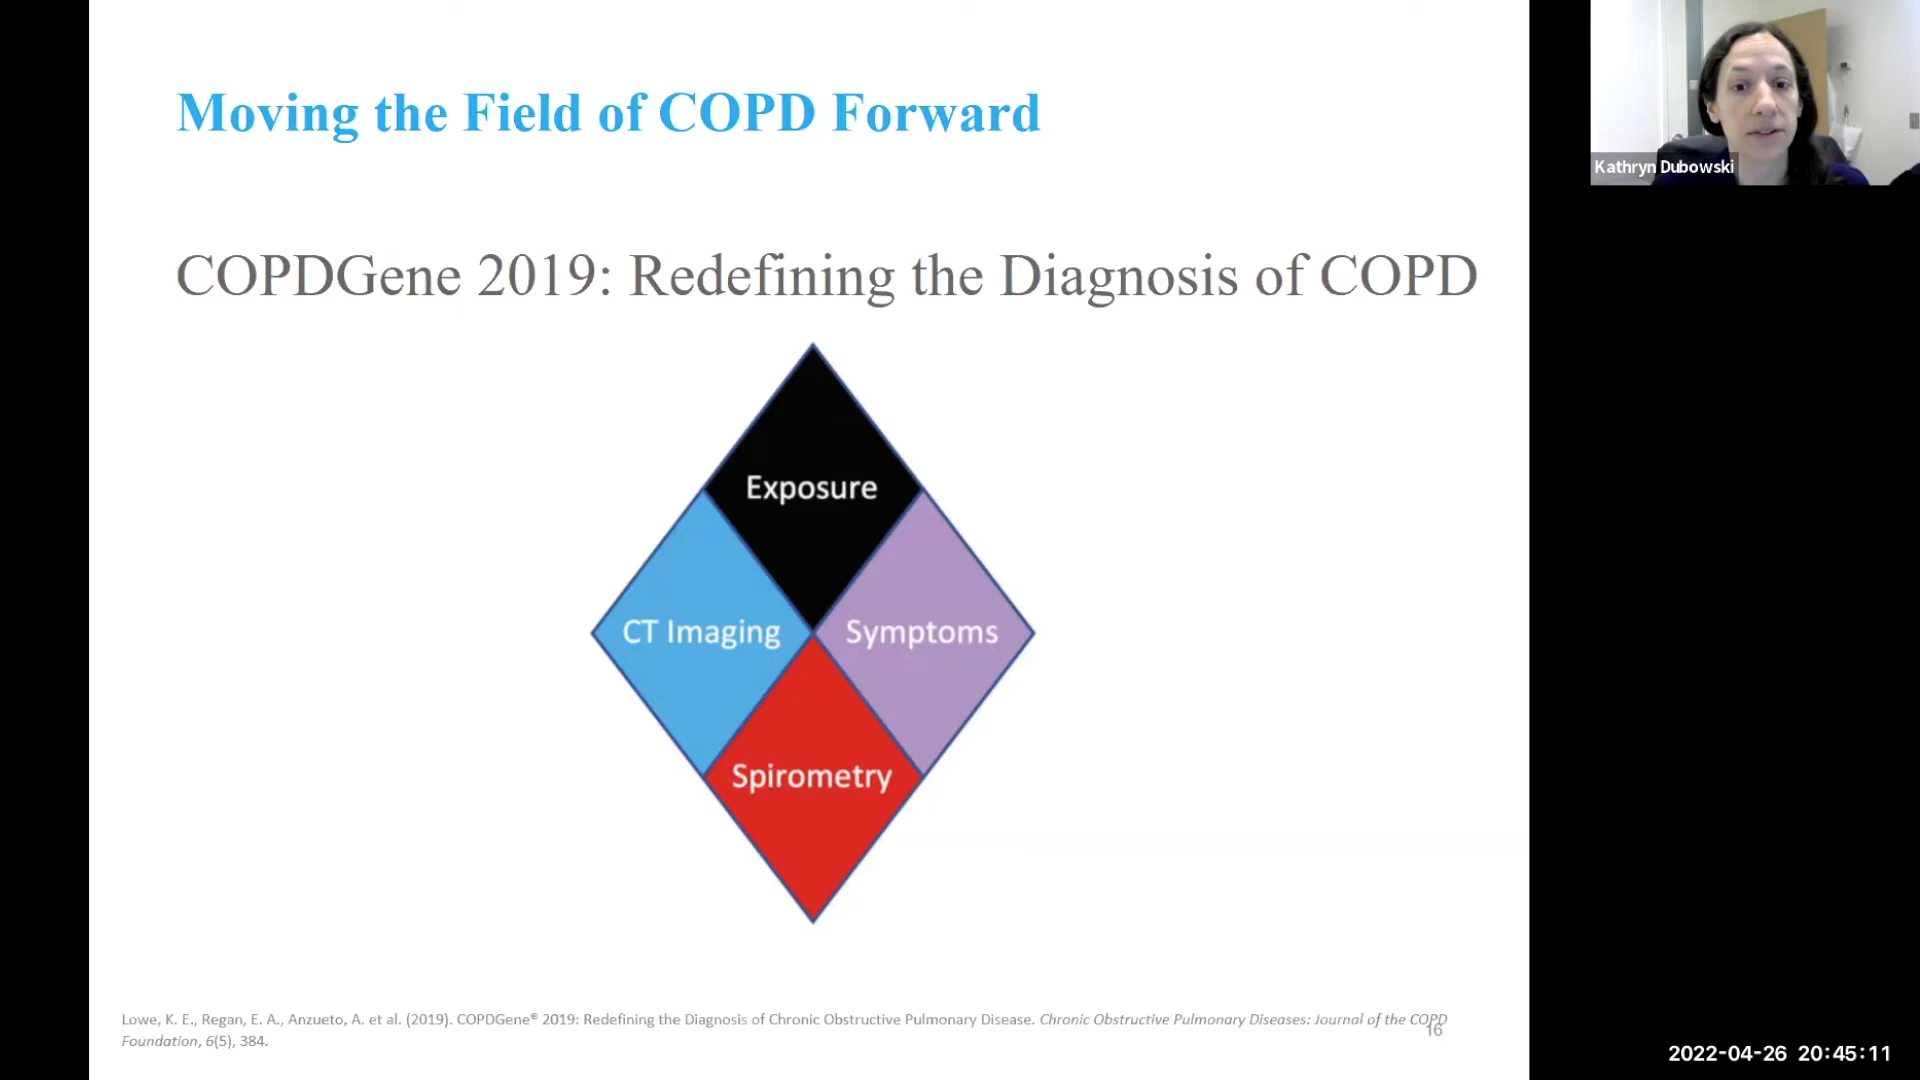 Moving the Field of COPD Forward
Kathryn Dubowski
COPDGene 2019: Redefining the Diagnosis of COPD
Exposure
CT Imaging
Symptoms
Spirometry
Lowe, K. E., Regan, E. A., Anzueto, A. et al. (2019). COPDGene® 2019: Redefining the Diagnosis of Chronic Obstructive Pulmonary Disease. Chronic Obstructive Pulmonary Diseases: Journal of the COPD
Foundation, 6(5), 384.
16
2022-04-26 20:45:11